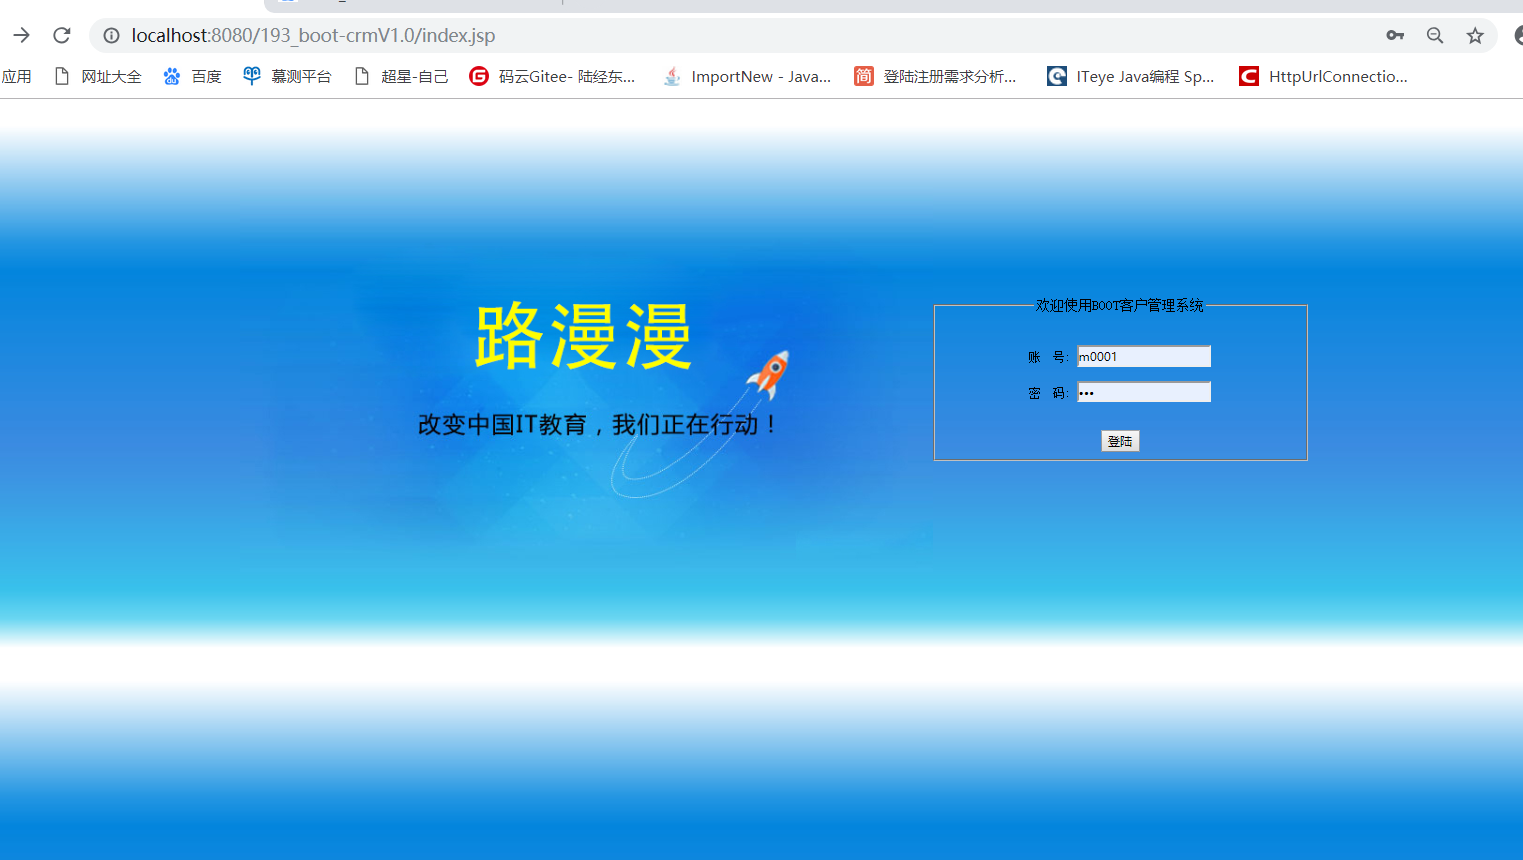 localhost:8080/193_boot-crmV1.0/index.jsp
应用 网址大全 百度 慕测平台 超星-自己 G 码云Gitee- 陆经东... ImportNew - Java... 简 登陆注册需求分析... ITeye Java编程 Sp... C HttpUrlConnectio...
欢迎使用BOOT客户管理系统
路漫漫
账 号: m0001
密 码: •••
改变中国IT教育，我们正在行动！
登陆